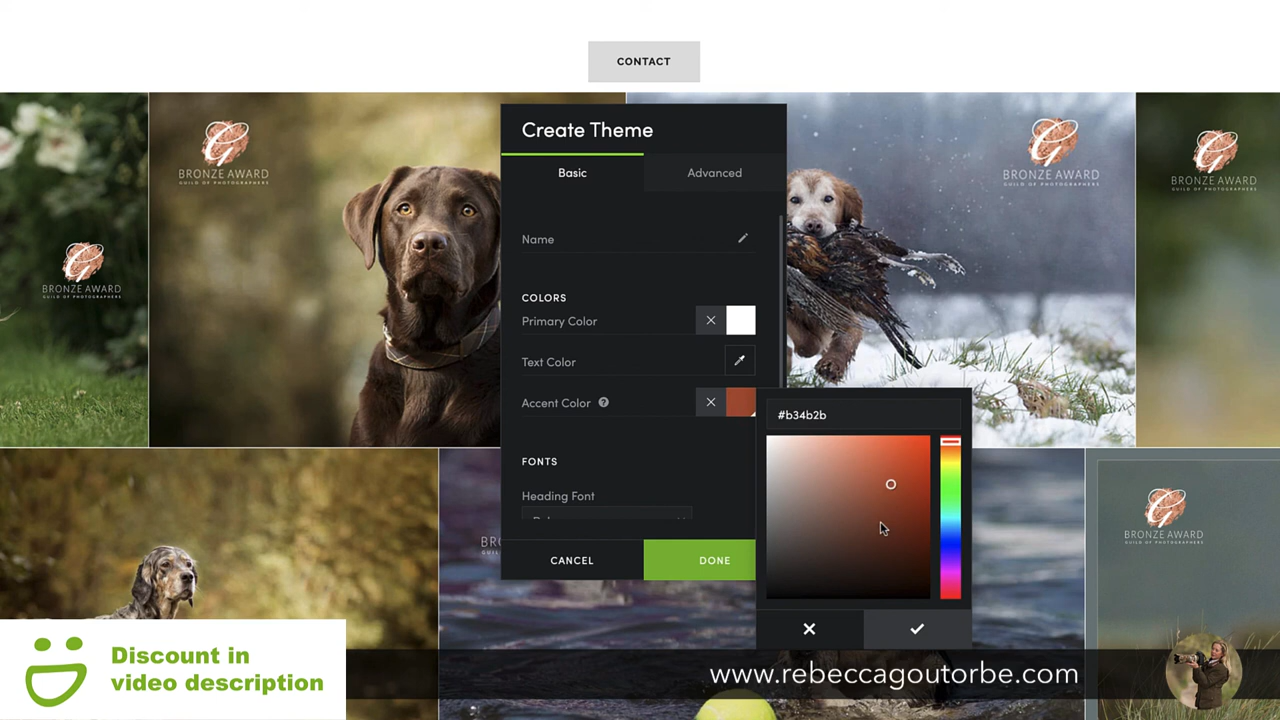 CONTACT
BRONZE AWARD
GUILD OF PHOTOGRAPHERS
BRONZE AWARD
GUILD OF PHOTOGRAPHERS
BRONZE AWARD
GUILD OF PHOTOGRAPHERS
BRONZE AWARD
GUILD OF PHOTOGRAPHERS
Create Theme
Basic
Advanced
Name
COLORS
Primary Color
Text Color
Accent Color ?
#b34b2b
FONTS
Heading Font
CANCEL
DONE
BRONZE AWARD
GUILD OF PHOTOGRAPHERS
Discount in
video description
www.rebeccagoutorbe.com